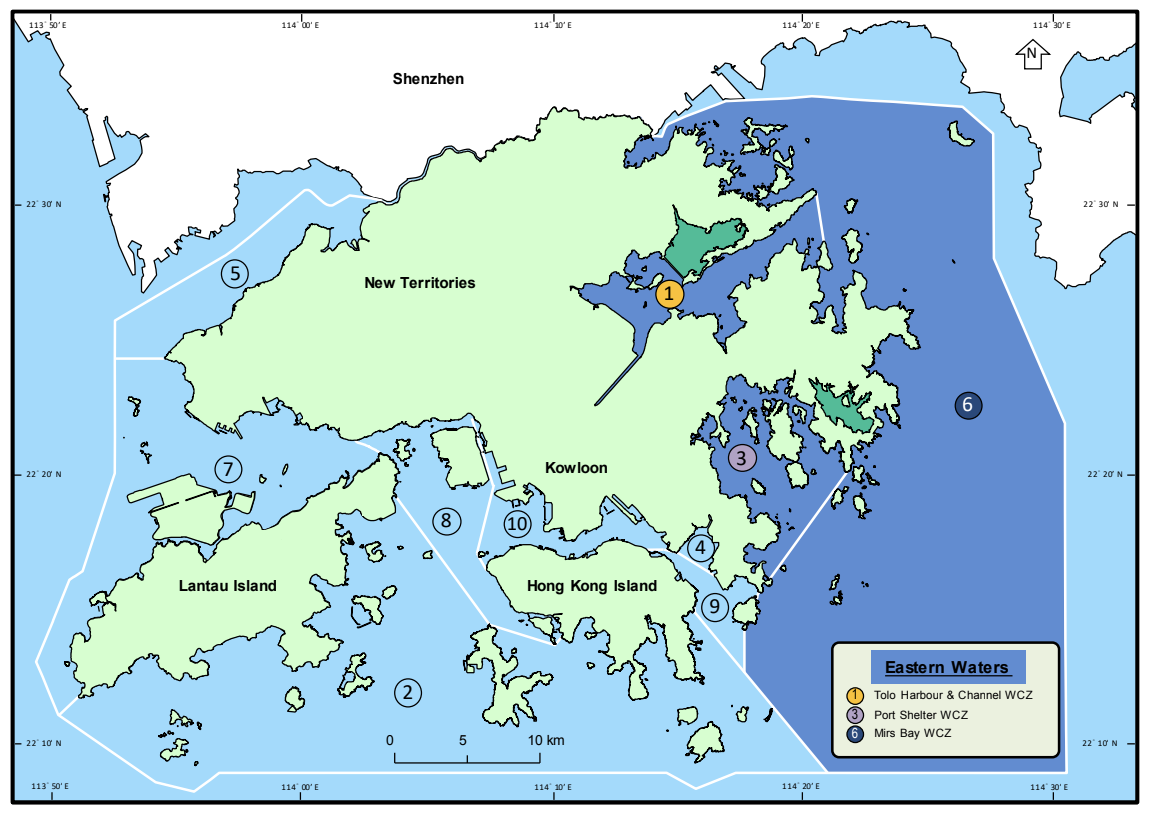 113° 50' E
114° 00' E
114° 10' E
114° 20' E
114° 30' E
N
Shenzhen
22° 30' N
22° 30' N
5
New Territories
1
6
3
7
Kowloon
22° 20' N
22° 20' N
8
10
4
Lantau Island
Hong Kong Island
9
2
Eastern Waters
1 Tolo Harbour & Channel WCZ
3 Port Shelter WCZ
6 Mirs Bay WCZ
0 5 10 km
22° 10' N
22° 10' N
113° 50' E
114° 00' E
114° 10' E
114° 20' E
114° 30' E